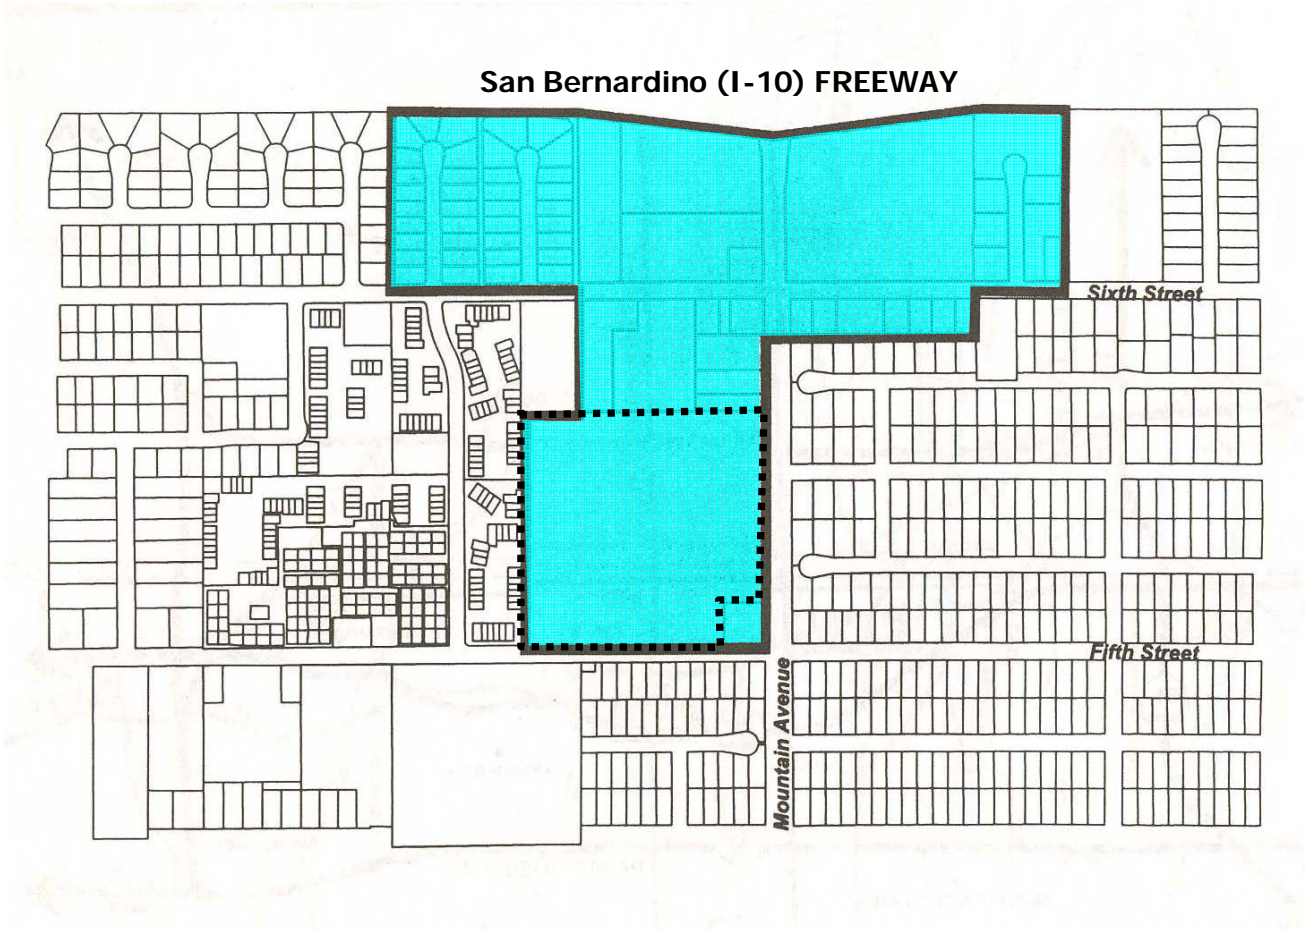 San Bernardino (I-10) FREEWAY
Sixth Street
Fifth Street
Mountain Avenue